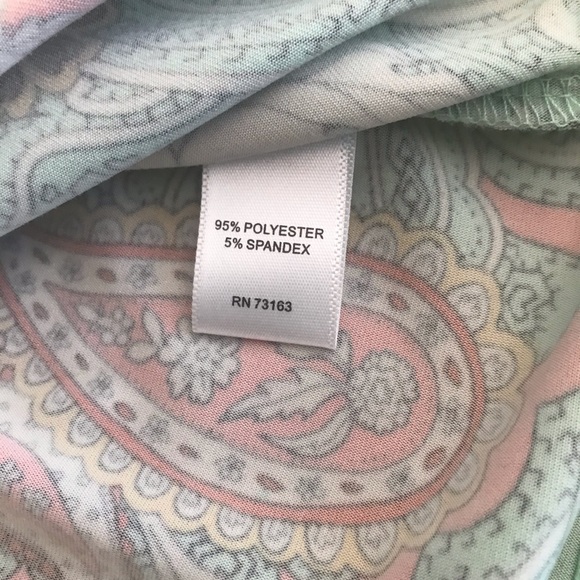 95% POLYESTER
5% SPANDEX
RN 73163